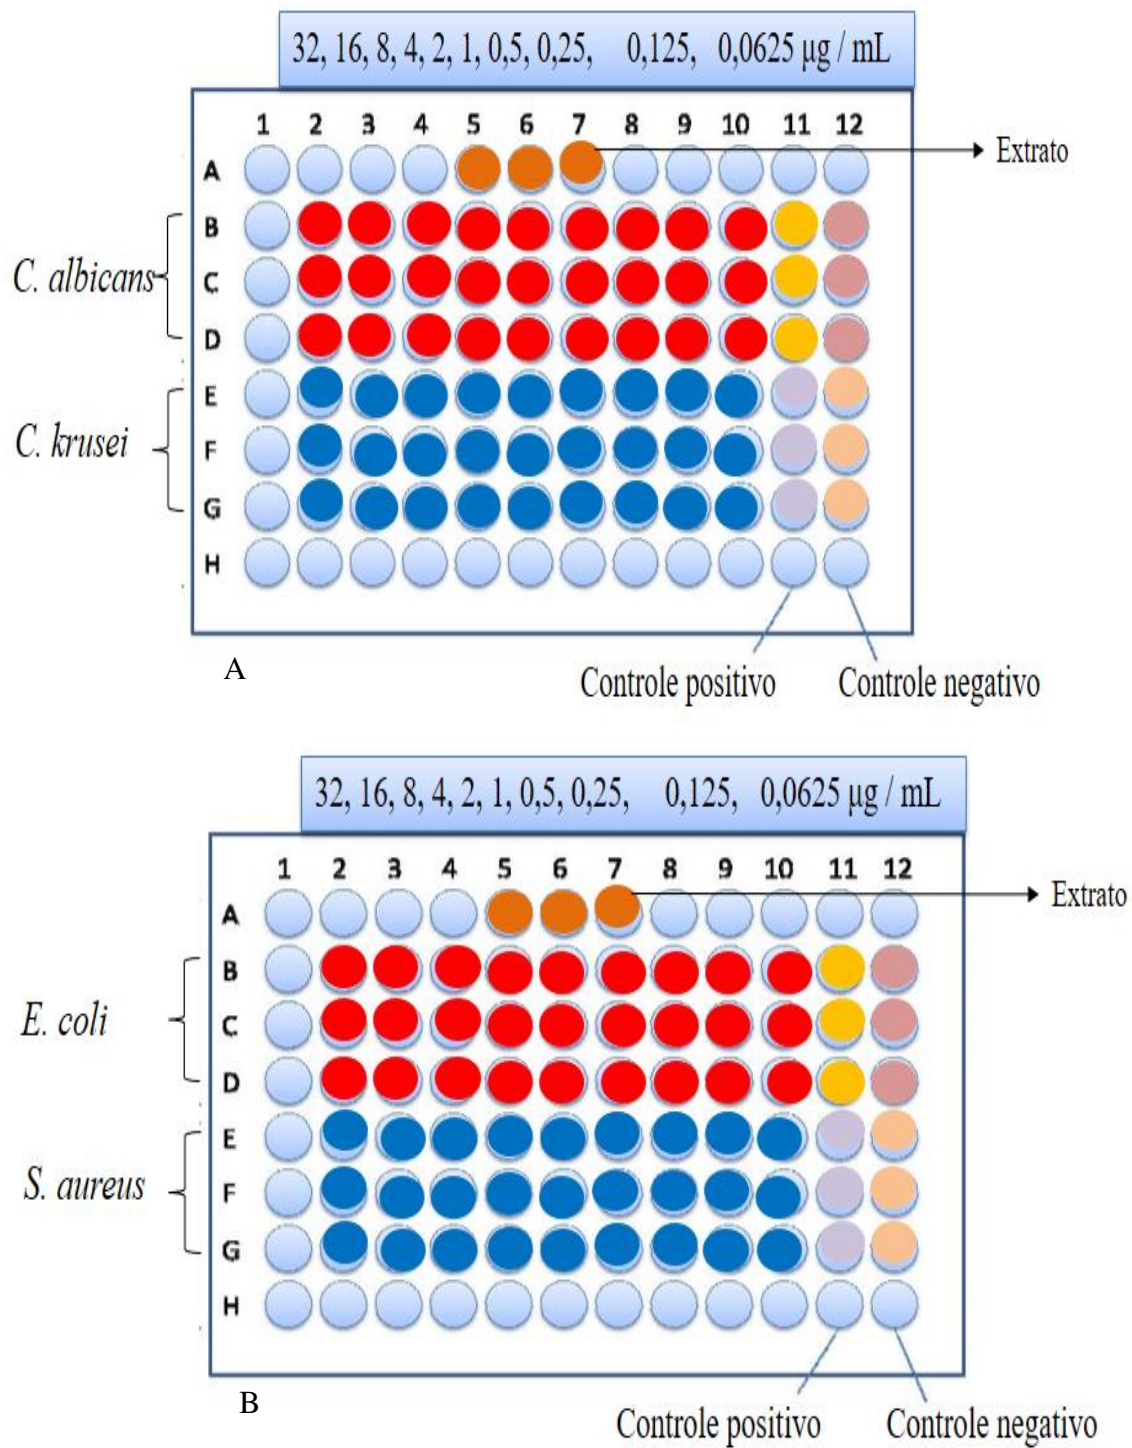 32, 16, 8, 4, 2, 1, 0,5, 0,25, 0,125, 0,0625 µg / mL
1 2 3 4 5 6 7 8 9 10 11 12
A
Extrato
B
C. albicans
C
D
E
C. krusei
F
G
H
A
Controle positivo
Controle negativo
32, 16, 8, 4, 2, 1, 0,5, 0,25, 0,125, 0,0625 µg / mL
1 2 3 4 5 6 7 8 9 10 11 12
A
Extrato
B
E. coli
C
D
E
S. aureus
F
G
H
B
Controle positivo
Controle negativo